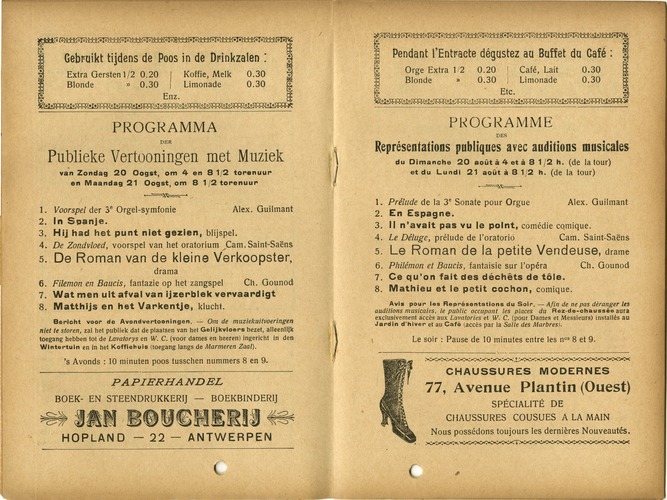 Gebruikt tijdens de Poos in de Drinkzalen :
Extra Gersten 1/2 0.20 Koffie, Melk 0.30
Blonde " 0.30 Limonade 0.30
Enz.
PROGRAMMA
DER
Publieke Vertooningen met Muziek
van Zondag 20 Oogst, om 4 en 8 1/2 torenuur
en Maandag 21 Oogst, om 8 1/2 torenuur
1. Voorspel der 3e Orgel-symfonie Alex. Guilmant
2. In Spanje.
3. Hij had het punt niet gezien, blijspel.
4. De Zondvloed, voorspel van het oratorium Cam. Saint-Saëns
5. De Roman van de kleine Verkoopster,
drama
6. Filemon en Baucis, fantazie op het zangspel Ch. Gounod
7. Wat men uit afval van ijzerblek vervaardigt
8. Matthijs en het Varkentje, klucht.
Bericht voor de Avondvertooningen. — Om de muziekuitvoeringen
niet te storen, zal het publiek dat de plaatsen van het Gelijkvloers bezet, alleenlijk
toegang hebben tot de Lavatorys en W. C. (voor dames en heeren) ingericht in den
Wintertuin en in het Koffiehuis (toegang langs de Marmeren Zaal).
's Avonds : 10 minuten poos tusschen nummers 8 en 9.
PAPIERHANDEL
BOEK- EN STEENDRUKKERIJ — BOEKBINDERIJ
JAN BOUCHERIJ
HOPLAND — 22 — ANTWERPEN
Pendant l'Entracte dégustez au Buffet du Café :
Orge Extra 1/2 0.20 Café, Lait 0.30
Blonde » 0.30 Limonade 0.30
Etc.
PROGRAMME
DES
Représentations publiques avec auditions musicales
du Dimanche 20 août à 4 et à 8 1/2 h. (de la tour)
et du Lundi 21 août à 8 1/2 h. (de la tour)
1. Prélude de la 3e Sonate pour Orgue Alex. Guilmant
2. En Espagne.
3. Il n'avait pas vu le point, comédie comique.
4. Le Déluge, prélude de l'oratorio Cam. Saint-Saëns
5. Le Roman de la petite Vendeuse, drame
6. Philémon et Baucis, fantaisie sur l'opéra Ch. Gounod
7. Ce qu'on fait des déchêts de tôle.
8. Mathieu et le petit cochon, comique.
Avis pour les Représentations du Soir. — Afin de ne pas déranger les
auditions musicales, le public occupant les places du Rez-de-chaussée aura
exclusivement accès aux Lavatorys et W. C. (pour Dames et Messieurs) installés au
Jardin d'hiver et au Café (accès par la Salle des Marbres).
Le soir : Pause de 10 minutes entre les nos 8 et 9.
CHAUSSURES MODERNES
77, Avenue Plantin (Ouest)
SPÉCIALITÉ DE
CHAUSSURES COUSUES A LA MAIN
Nous possédons toujours les dernières Nouveautés.